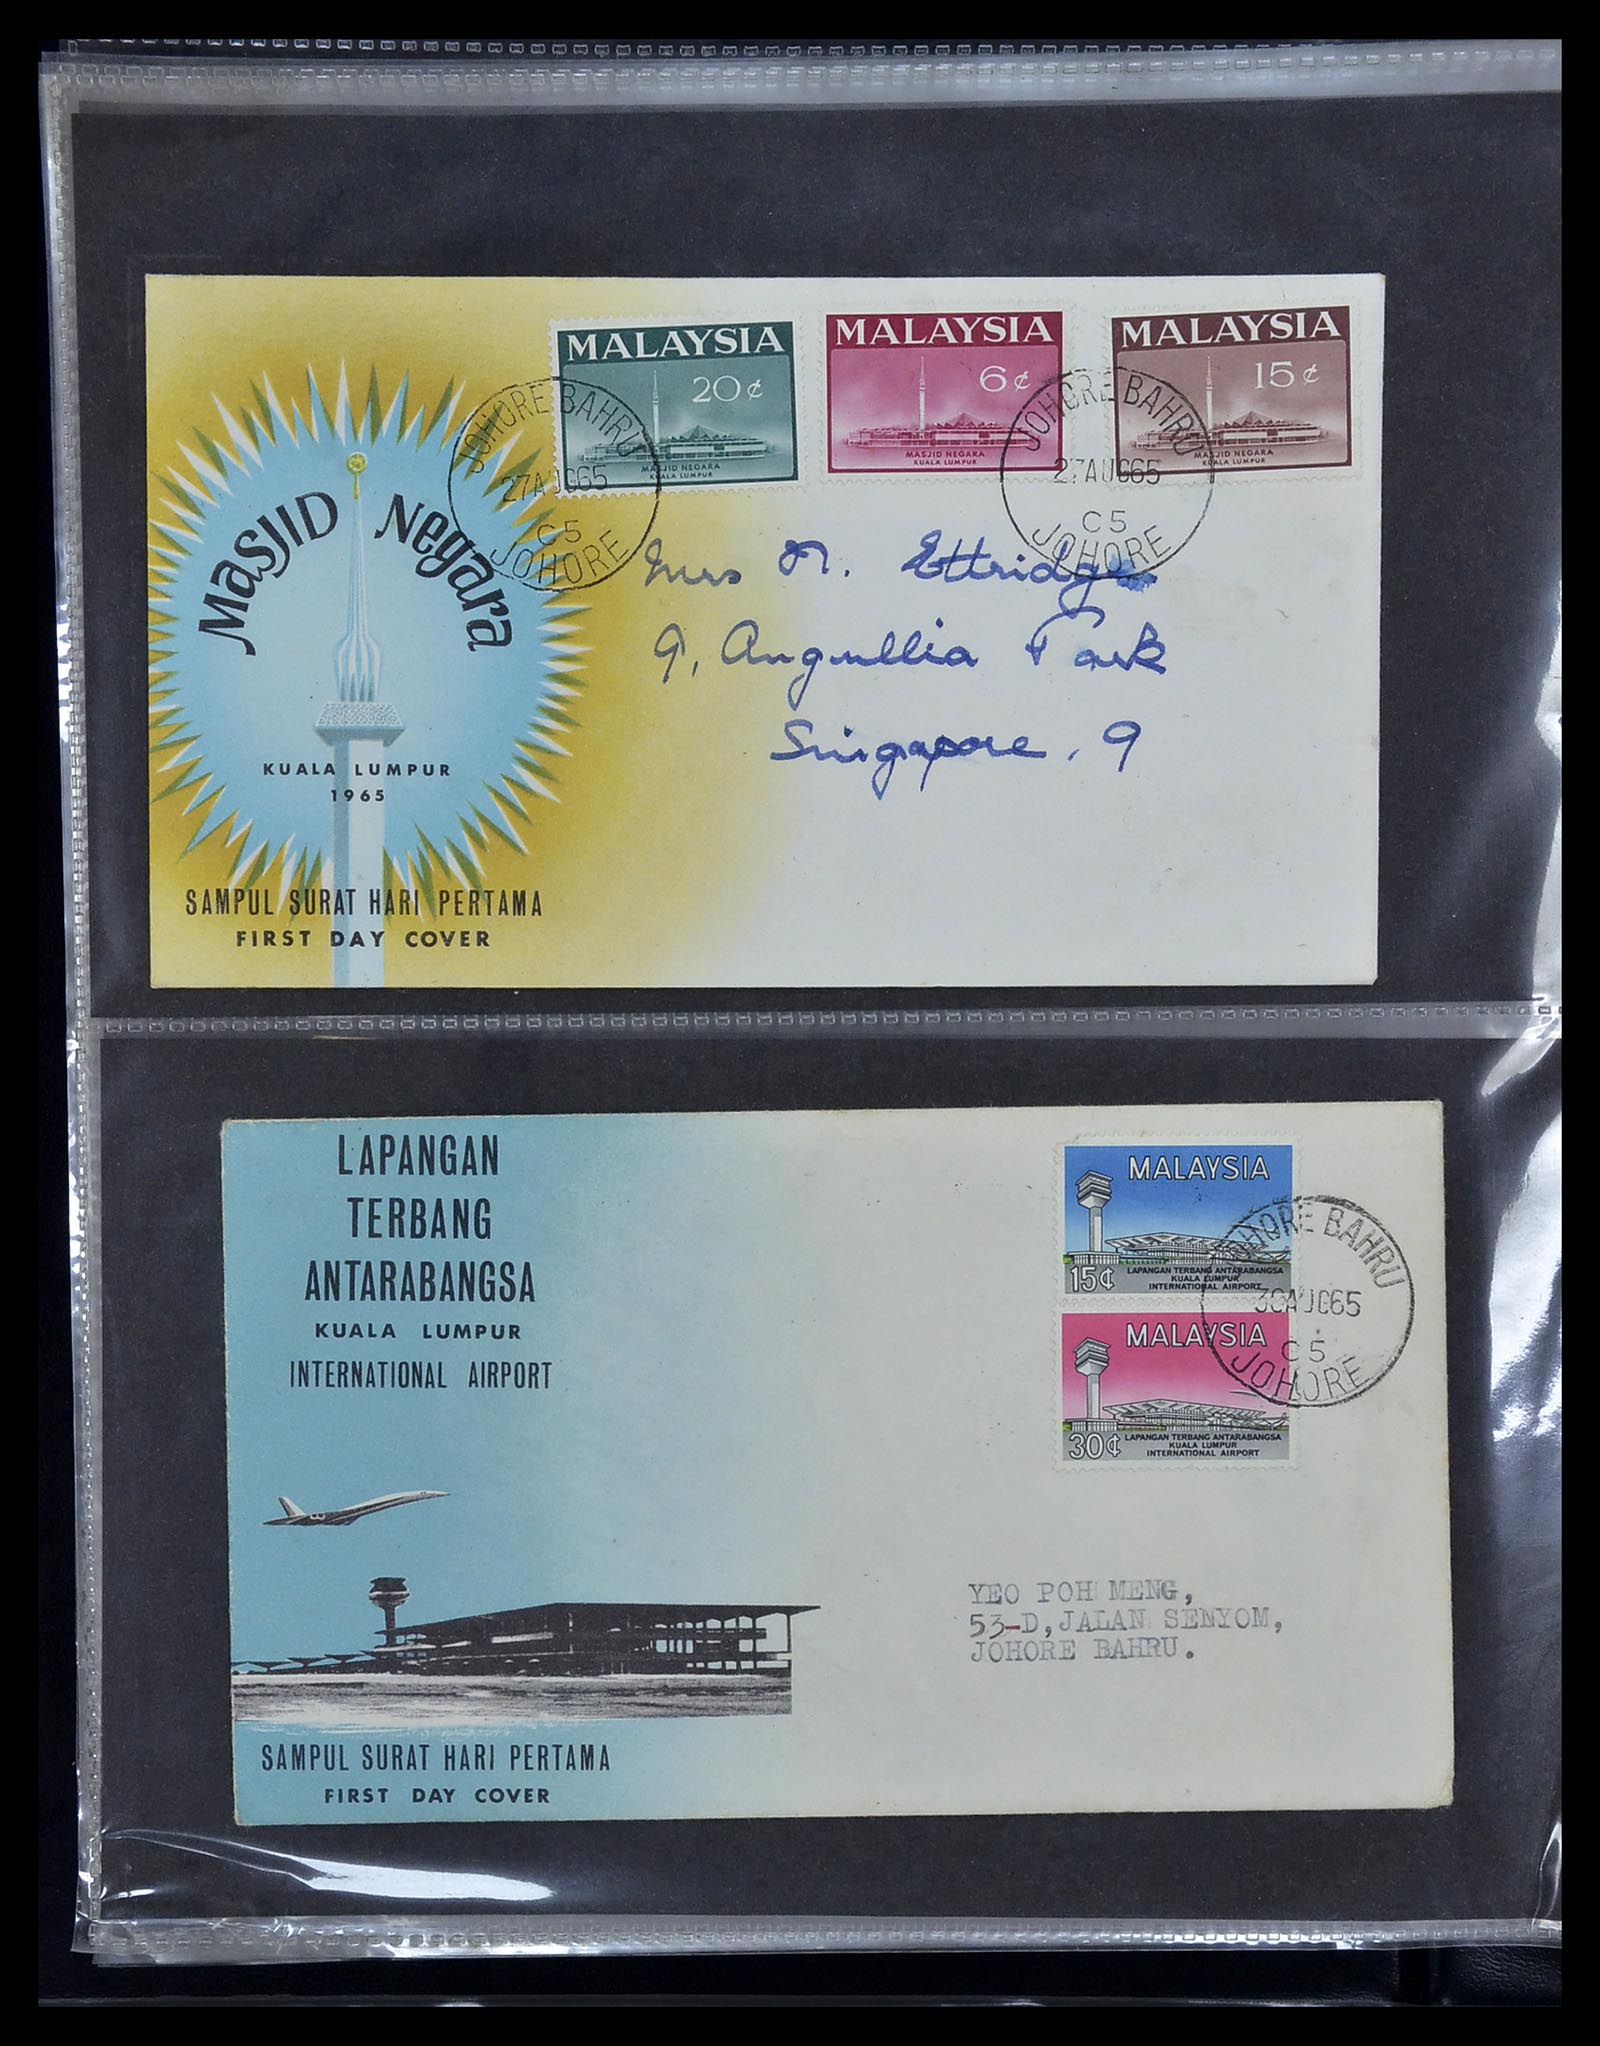 MALAYSIA
20¢
MASJID NEGARA
KUALA LUMPUR
MALAYSIA
6¢
MASJID NEGARA
KUALA LUMPUR
MALAYSIA
15¢
MASJID NEGARA
KUALA LUMPUR
JOHORE BAHRU
27AUG65
C5
JOHORE
JOHORE BAHRU
27AUG65
C5
JOHORE
Masjid Negara
KUALA LUMPUR
1965
SAMPUL SURAT HARI PERTAMA
FIRST DAY COVER
Mrs N. Ettridge
9, Angullia Park
Singapore, 9
LAPANGAN
TERBANG
ANTARABANGSA
KUALA LUMPUR
INTERNATIONAL AIRPORT
MALAYSIA
15¢
LAPANGAN TERBANG ANTARABANGSA
KUALA LUMPUR
INTERNATIONAL AIRPORT
MALAYSIA
30¢
LAPANGAN TERBANG ANTARABANGSA
KUALA LUMPUR
INTERNATIONAL AIRPORT
JOHORE BAHRU
30AUG65
C5
JOHORE
YEO POH MENG,
53-D, JALAN SENYOM,
JOHORE BAHRU.
SAMPUL SURAT HARI PERTAMA
FIRST DAY COVER